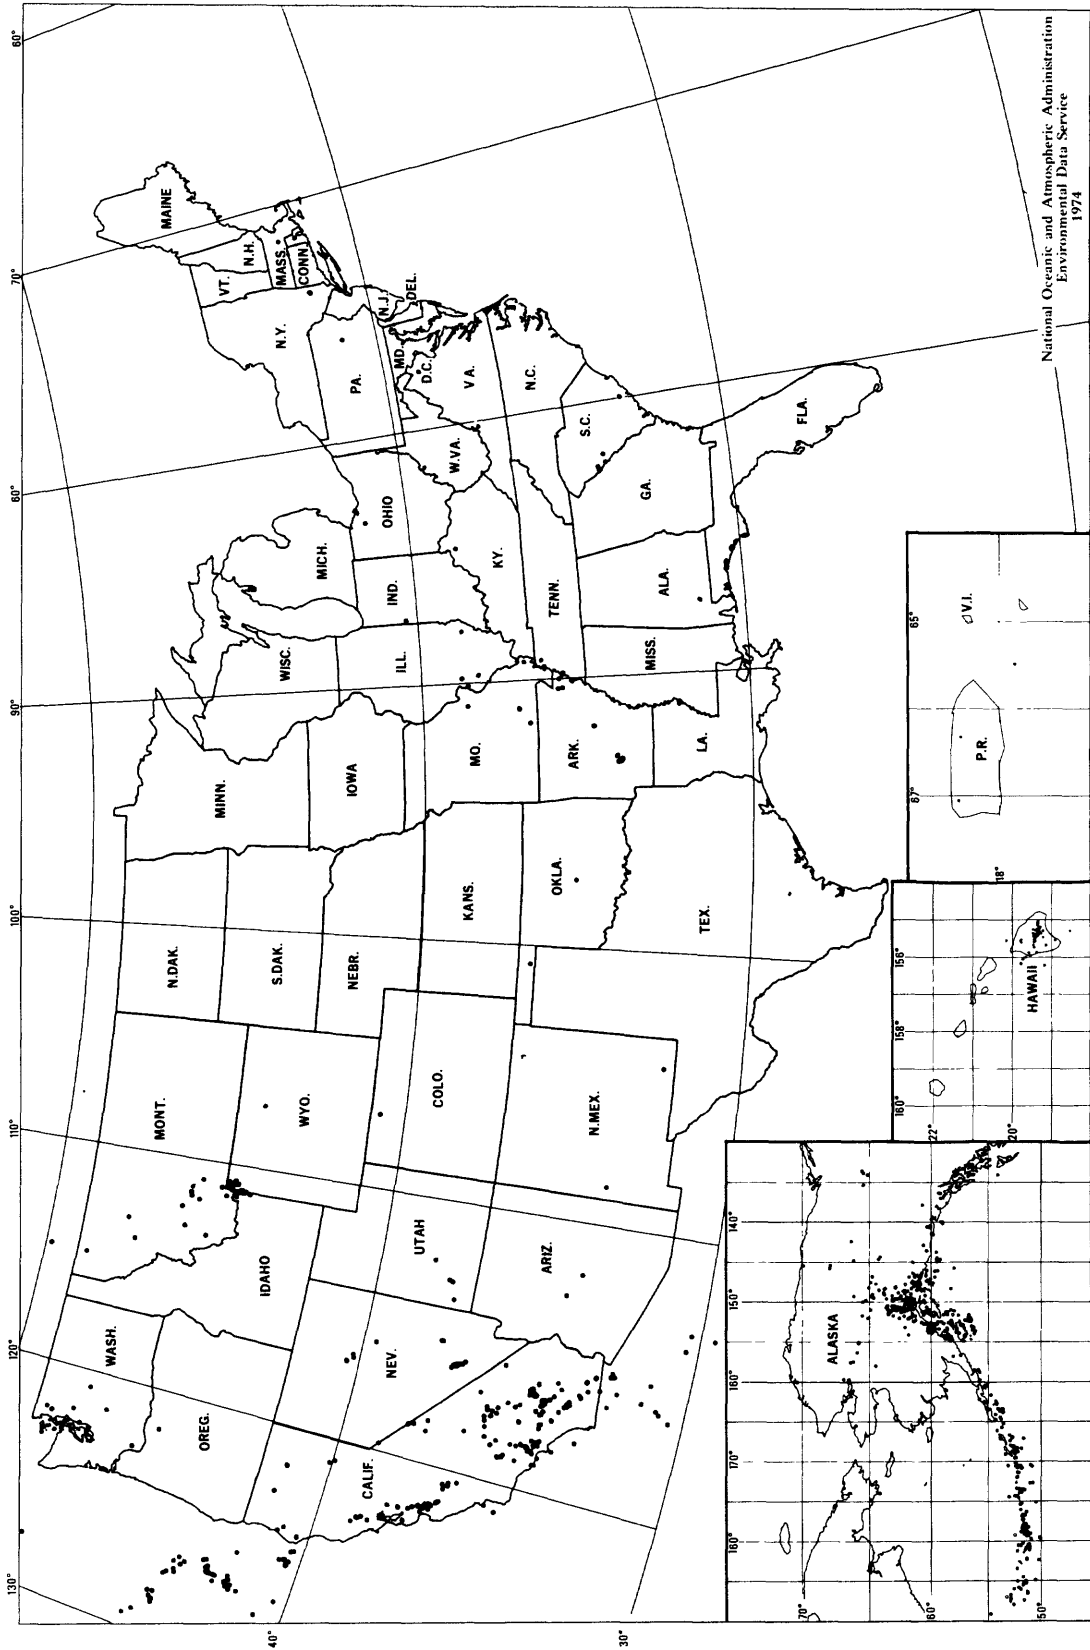 130°
120°
110°
100°
90°
80°
70°
60°
40°
30°
WASH.
OREG.
CALIF.
IDAHO
NEV.
UTAH
ARIZ.
MONT.
WYO.
COLO.
N.MEX.
N.DAK.
S.DAK.
NEBR.
KANS.
OKLA.
TEX.
MINN.
IOWA
MO.
ARK.
LA.
WISC.
ILL.
MICH.
IND.
OHIO
KY.
TENN.
MISS.
ALA.
GA.
FLA.
S.C.
N.C.
VA.
W.VA.
D.C.
MD.
DEL.
N.J.
PA.
N.Y.
CONN.
MASS.
VT.
N.H.
MAINE
ALASKA
160°
170°
160°
150°
140°
70°
60°
50°
HAWAII
160°
158°
156°
22°
20°
P.R.
V.I.
67°
65°
18°
National Oceanic and Atmospheric Administration
Environmental Data Service
1974